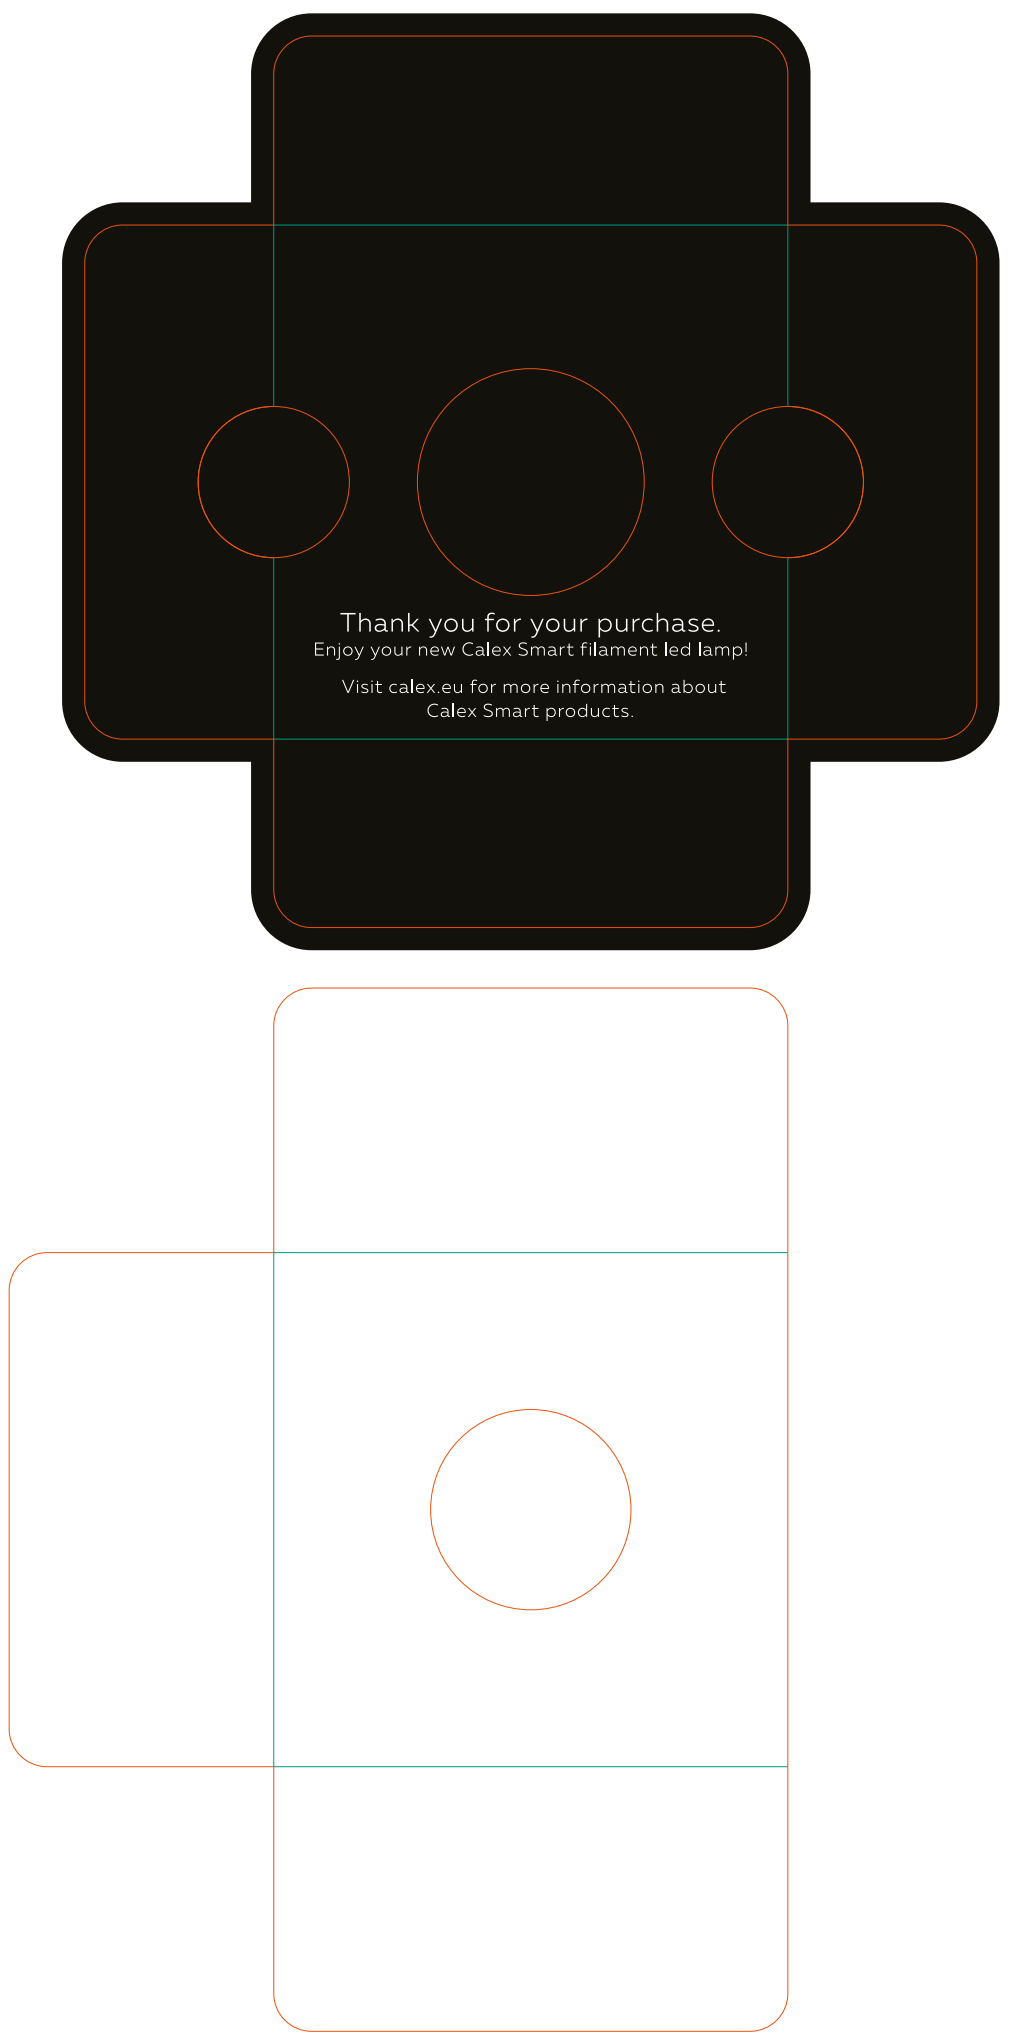 Thank you for your purchase.
Enjoy your new Calex Smart filament led lamp!
Visit calex.eu for more information about
Calex Smart products.